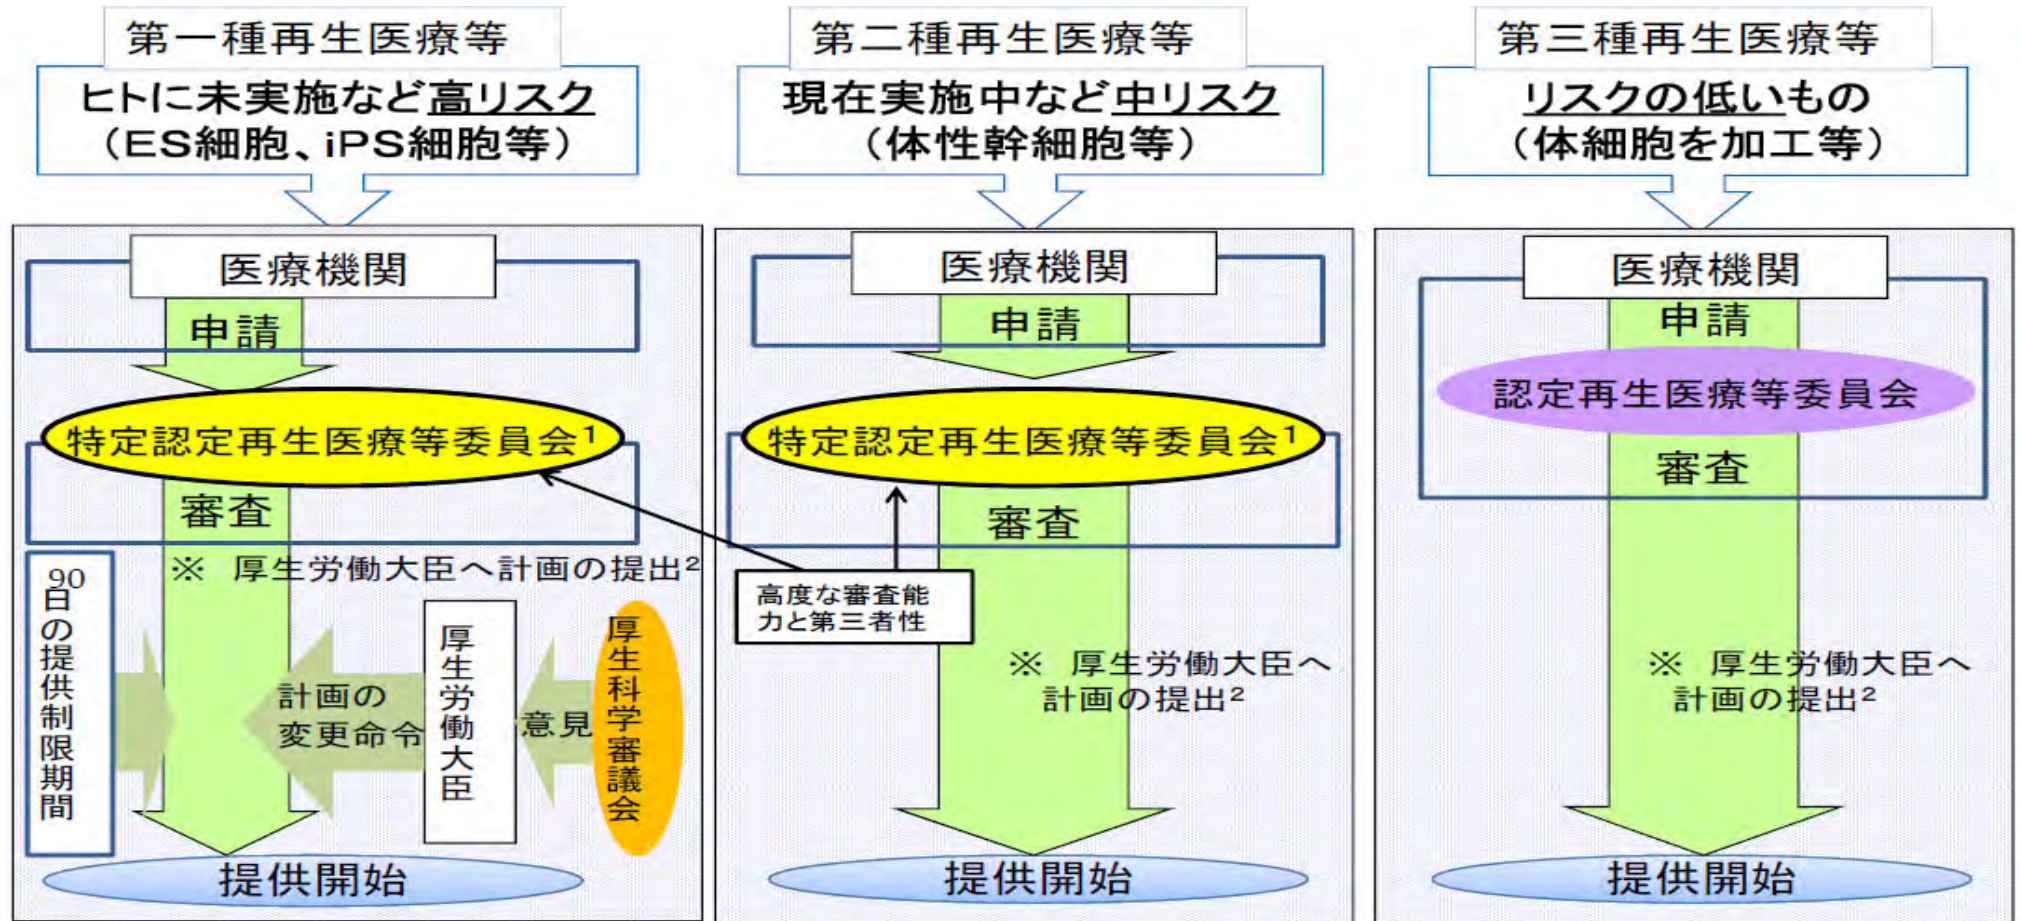 第一種再生医療等
ヒトに未実施など高リスク
（ES細胞、iPS細胞等）
医療機関
申請
特定認定再生医療等委員会1
審査
※ 厚生労働大臣へ計画の提出2
90日の提供制限期間
計画の
変更命令
厚生労働大臣
意見
厚生科学審議会
提供開始
第二種再生医療等
現在実施中など中リスク
（体性幹細胞等）
医療機関
申請
特定認定再生医療等委員会1
審査
高度な審査能
力と第三者性
※ 厚生労働大臣へ
計画の提出2
提供開始
第三種再生医療等
リスクの低いもの
（体細胞を加工等）
医療機関
申請
認定再生医療等委員会
審査
※ 厚生労働大臣へ
計画の提出2
提供開始